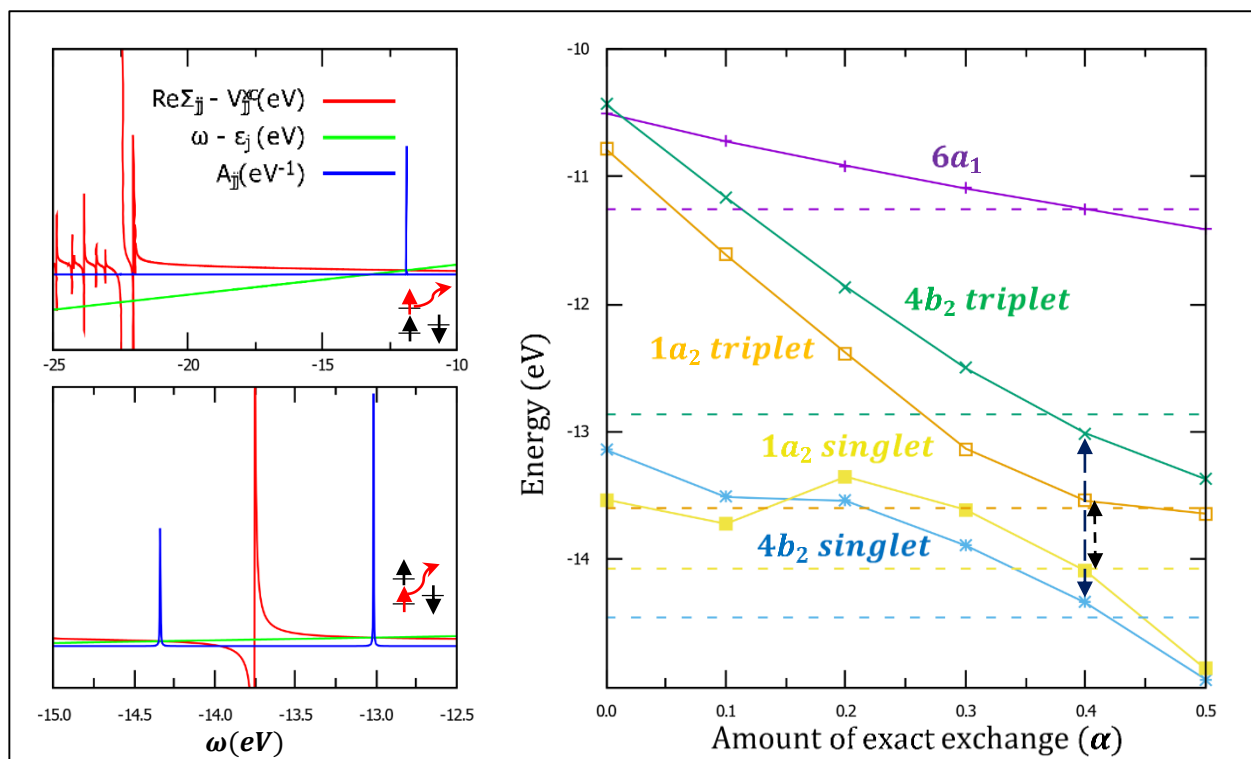 ReΣjj - Vjjxc(eV)
ω - εj (eV)
Ajj(eV-1)
-25 -20 -15 -10
-15.0 -14.5 -14.0 -13.5 -13.0 -12.5
ω(eV)
-10
-11
-12
-13
-14
Energy (eV)
6a1
4b2 triplet
1a2 triplet
1a2 singlet
4b2 singlet
0.0 0.1 0.2 0.3 0.4 0.5
Amount of exact exchange (α)